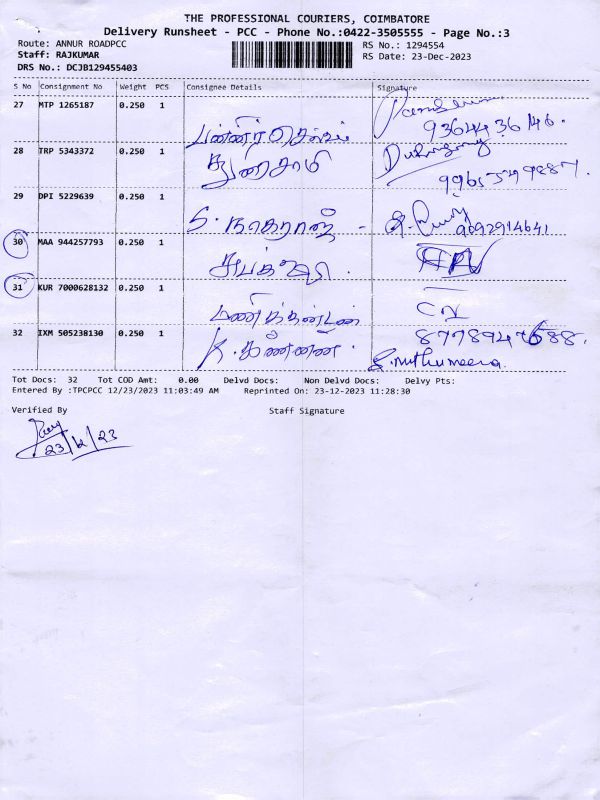 THE PROFESSIONAL COURIERS, COIMBATORE
Delivery Runsheet - PCC - Phone No.:0422-3505555 - Page No.:3
Route: ANNUR ROADPCC RS No.: 1294554
Staff: RAJKUMAR RS Date: 23-Dec-2023
DRS No.: DCJB129455403
S No Consignment No Weight PCS Consignee Details Signature
27 MTP 1265187 0.250 1
பன்னீர் செல்வம் 9364436146.
28 TRP 5343372 0.250 1
துரைசாமி
29 DPI 5229639 0.250 1
S. நாகராஜ் - 9092914641
30 MAA 944257793 0.250 1
31 KUR 7000628132 0.250 1
மணிகண்டன் CN
32 IXM 505238130 0.250 1
K. கண்ணன் . S. muthumeena
Tot Docs: 32 Tot COD Amt: 0.00 Delvd Docs: Non Delvd Docs: Delvy Pts:
Entered By :TPCPCC 12/23/2023 11:03:49 AM Reprinted On: 23-12-2023 11:28:30
Verified By Staff Signature
23/12/23